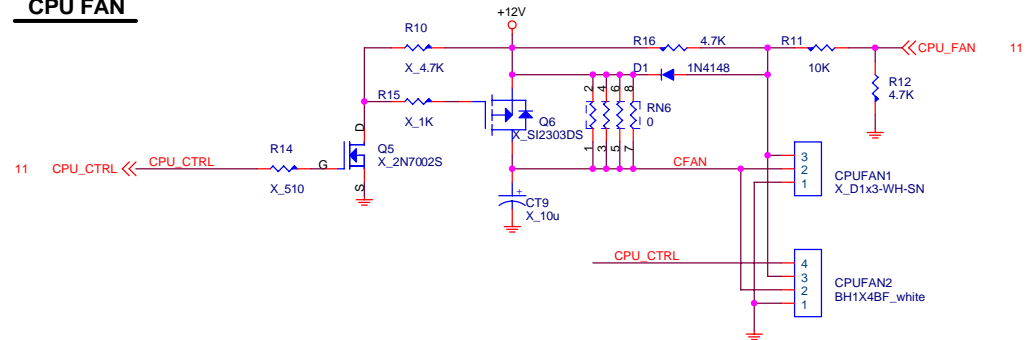 CPU FAN
+12V
R10
X_4.7K
R16
4.7K
R11
10K
CPU_FAN
11
R12
4.7K
D1
1N4148
R15
X_1K
Q6
X_SI2303DS
2
4
6
8
RN6
0
1
3
5
7
D
Q5
X_2N7002S
G
S
11
CPU_CTRL
CPU_CTRL
R14
X_510
CFAN
+
CT9
X_10u
3
2
1
CPUFAN1
X_D1x3-WH-SN
CPU_CTRL
4
3
2
1
CPUFAN2
BH1X4BF_white